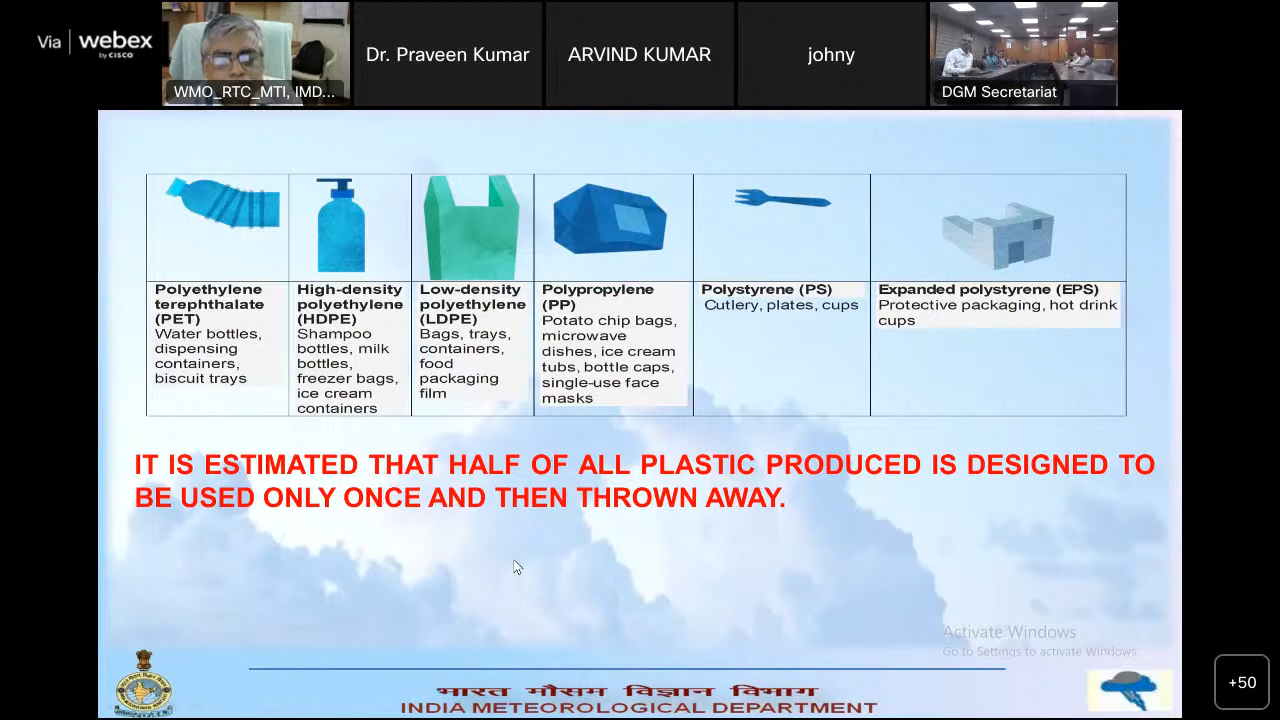 Via | webex
by CISCO
WMO_RTC_MTI, IMD...
Dr. Praveen Kumar
ARVIND KUMAR
johny
DGM Secretariat
Polyethylene
terephthalate
(PET)
Water bottles,
dispensing
containers,
biscuit trays
High-density
polyethylene
(HDPE)
Shampoo
bottles, milk
bottles,
freezer bags,
ice cream
containers
Low-density
polyethylene
(LDPE)
Bags, trays,
containers,
food
packaging
film
Polypropylene
(PP)
Potato chip bags,
microwave
dishes, ice cream
tubs, bottle caps,
single-use face
masks
Polystyrene (PS)
Cutlery, plates, cups
Expanded polystyrene (EPS)
Protective packaging, hot drink
cups
IT IS ESTIMATED THAT HALF OF ALL PLASTIC PRODUCED IS DESIGNED TO
BE USED ONLY ONCE AND THEN THROWN AWAY.
Activate Windows
Go to Settings to activate Windows.
भारत मौसम विज्ञान विभाग
INDIA METEOROLOGICAL DEPARTMENT
+50